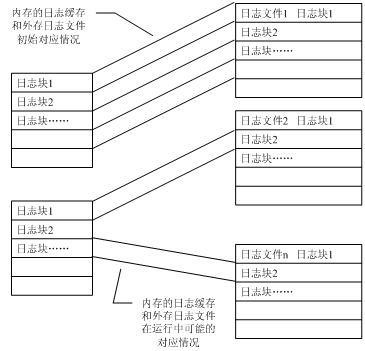 内存的日志缓存
和外存日志文件
初始对应情况
日志文件1 日志块1
日志块2
日志块……
日志块1
日志块2
日志块……
日志文件2 日志块1
日志块2
日志块……
日志块1
日志块2
日志块……
日志文件n 日志块1
日志块2
日志块……
内存的日志缓存
和外存日志文件
在运行中可能的
对应情况